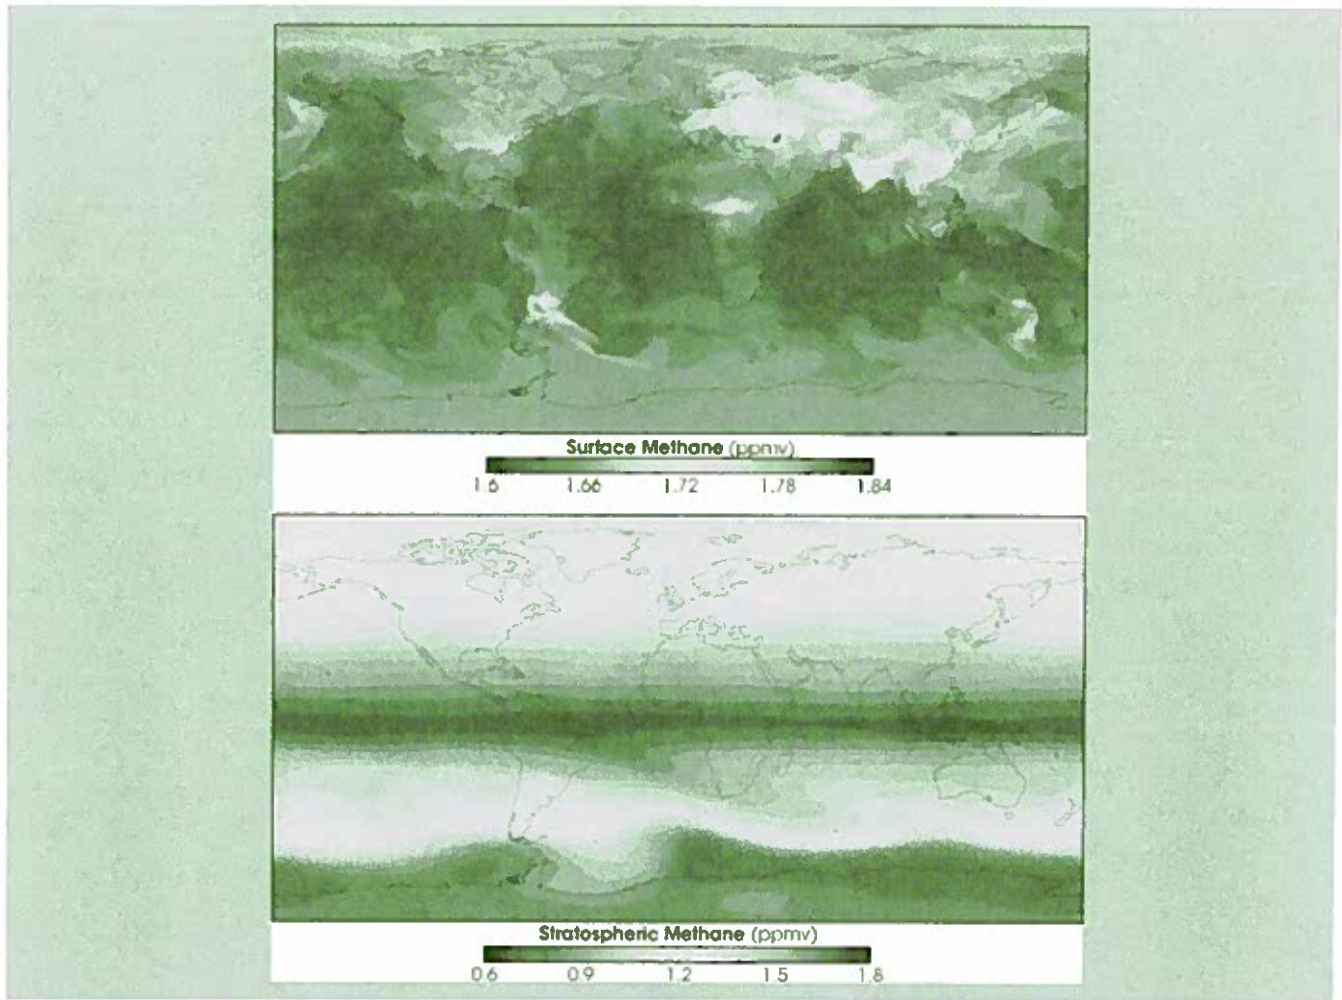 Surface Methane (ppmv)
1.6 1.66 1.72 1.78 1.84
Stratospheric Methane (ppmv)
0.6 0.9 1.2 1.5 1.8